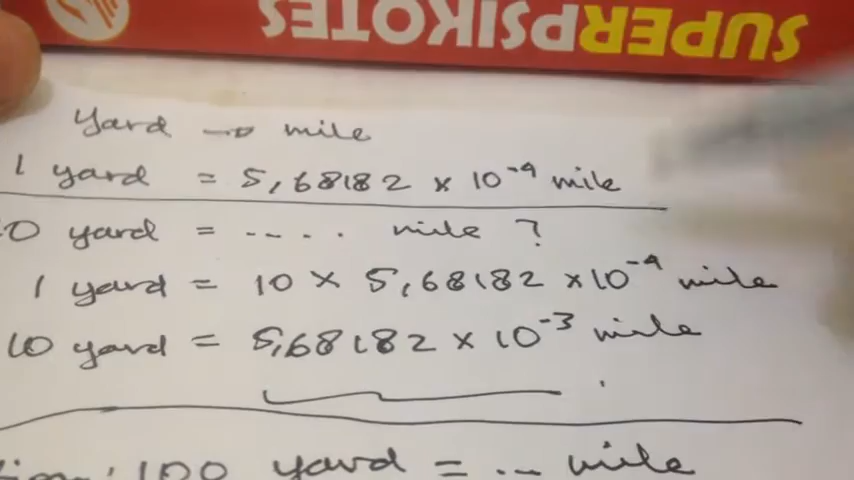 SUPERPSIKOTES
Yard → mile
1 yard = 5,68182 x 10⁻⁴ mile
0 yard = ..... mile ?
1 yard = 10 x 5,68182 x 10⁻⁴ mile
10 yard = 5,68182 x 10⁻³ mile
: 100 yard = ... mile